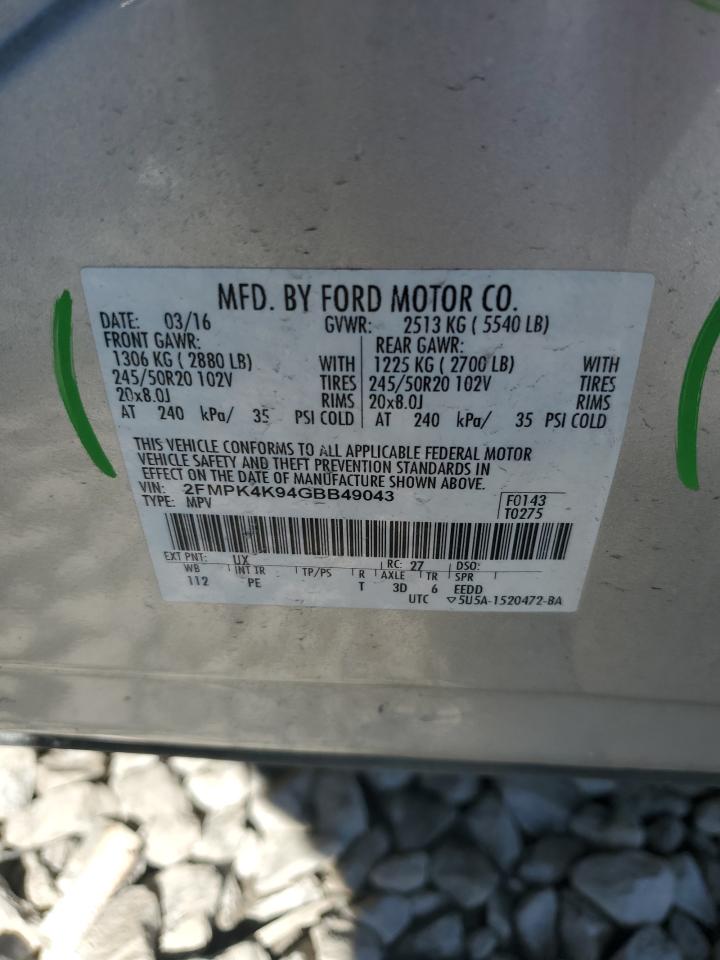 MFD. BY FORD MOTOR CO.
DATE: 03/16 GVWR: 2513 KG ( 5540 LB)
FRONT GAWR: REAR GAWR:
1306 KG ( 2880 LB) WITH 1225 KG ( 2700 LB) WITH
245/50R20 102V TIRES 245/50R20 102V TIRES
20x8.0J RIMS 20x8.0J RIMS
AT 240 kPa/ 35 PSI COLD AT 240 kPa/ 35 PSI COLD
THIS VEHICLE CONFORMS TO ALL APPLICABLE FEDERAL MOTOR
VEHICLE SAFETY AND THEFT PREVENTION STANDARDS IN
EFFECT ON THE DATE OF MANUFACTURE SHOWN ABOVE.
VIN: 2FMPK4K94GBB49043 F0143
TYPE: MPV T0275
EXT PNT: UX RC: 27 DSO:
WB INT TR TP/PS R AXLE TR SPR
112 PE T 3D 6 EEDD
UTC ▽5U5A-1520472-BA